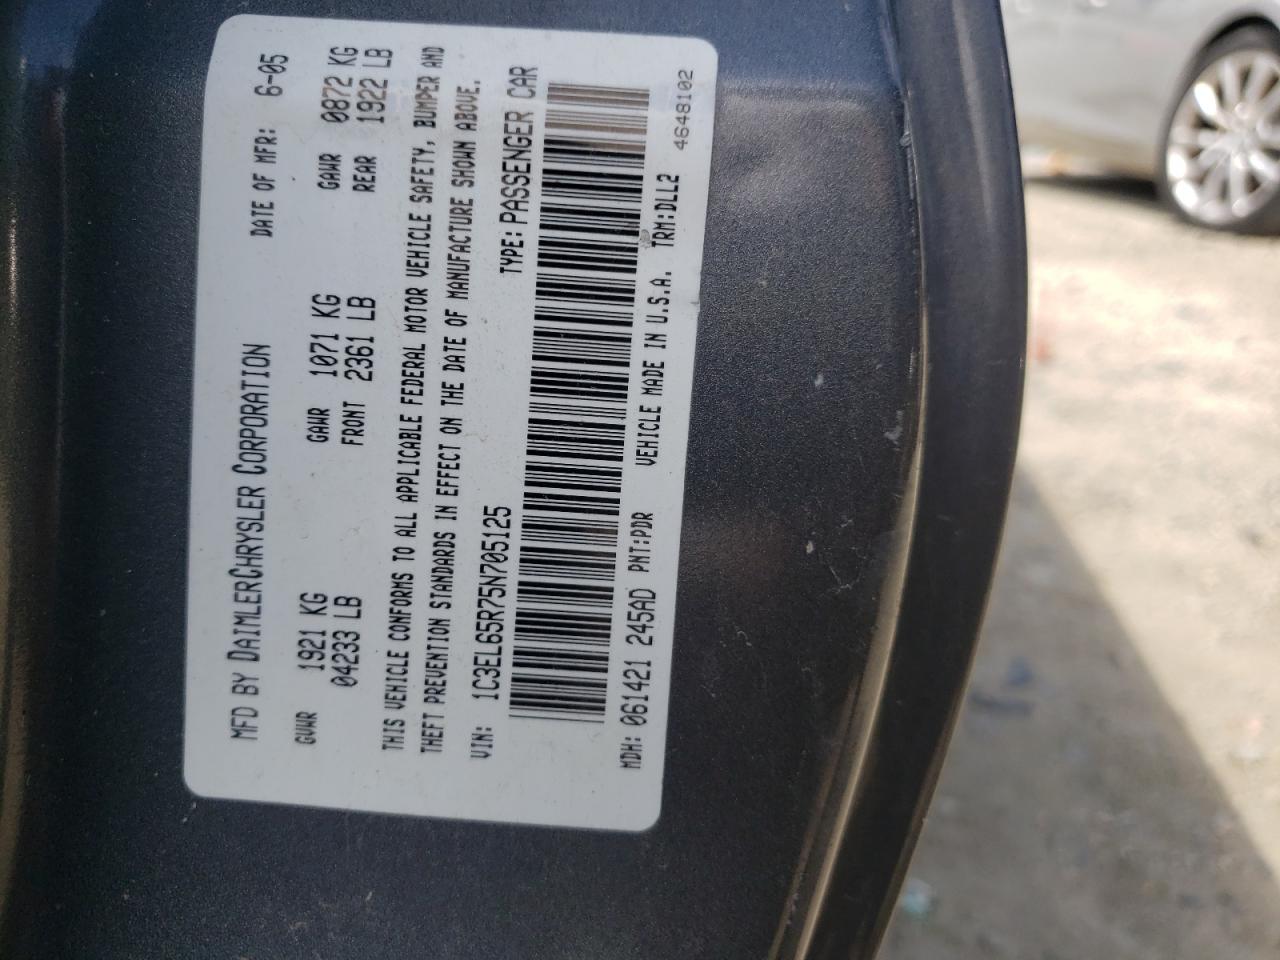 MFD BY DAIMLERCHRYSLER CORPORATION DATE OF MFR: 6-05
GVWR 1921 KG GAWR 1071 KG GAWR 0872 KG
04233 LB FRONT 2361 LB REAR 1922 LB
THIS VEHICLE CONFORMS TO ALL APPLICABLE FEDERAL MOTOR VEHICLE SAFETY, BUMPER AND
THEFT PREVENTION STANDARDS IN EFFECT ON THE DATE OF MANUFACTURE SHOWN ABOVE.
VIN: 1C3EL65R75N705125 TYPE: PASSENGER CAR
MDH: 061421 245AD PNT:PDR VEHICLE MADE IN U.S.A. TRM:DLL2
4648102